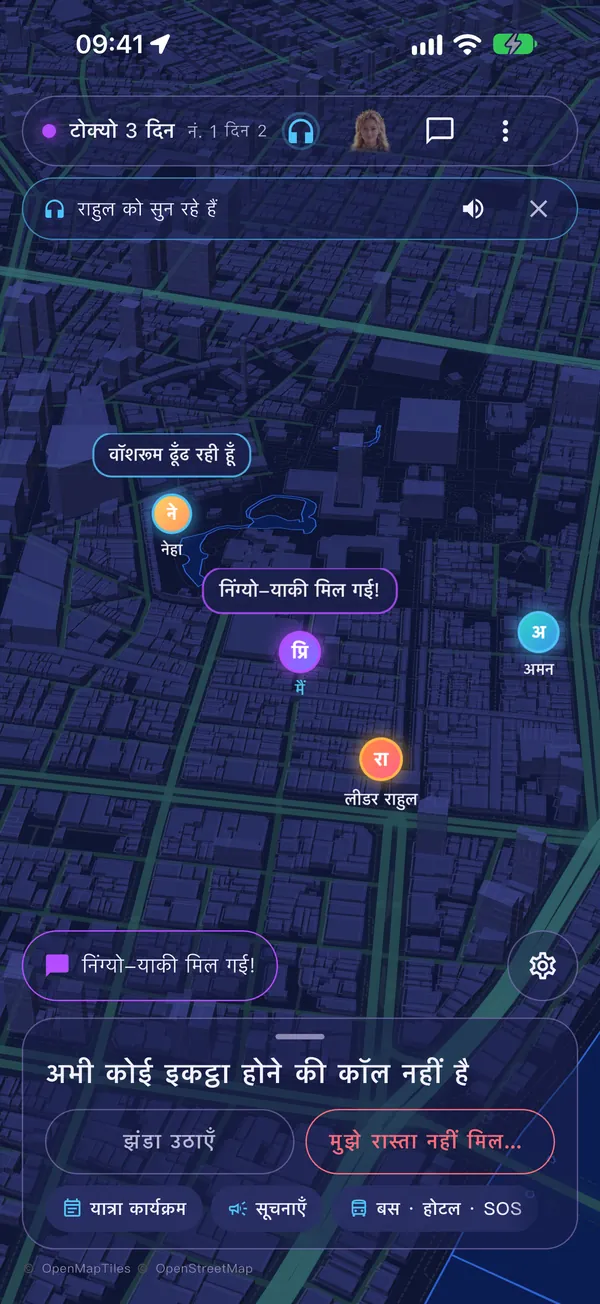 09:41
टोक्यो 3 दिन नं. 1 दिन 2
राहुल को सुन रहे हैं
वॉशरूम ढूँढ रही हूँ
ने
नेहा
निंग्यो-याकी मिल गई!
प्रि
मैं
अ
अमन
रा
लीडर राहुल
निंग्यो-याकी मिल गई!
अभी कोई इकट्ठा होने की कॉल नहीं है
झंडा उठाएँ
मुझे रास्ता नहीं मिल...
यात्रा कार्यक्रम
सूचनाएँ
बस · होटल · SOS
© OpenMapTiles © OpenStreetMap